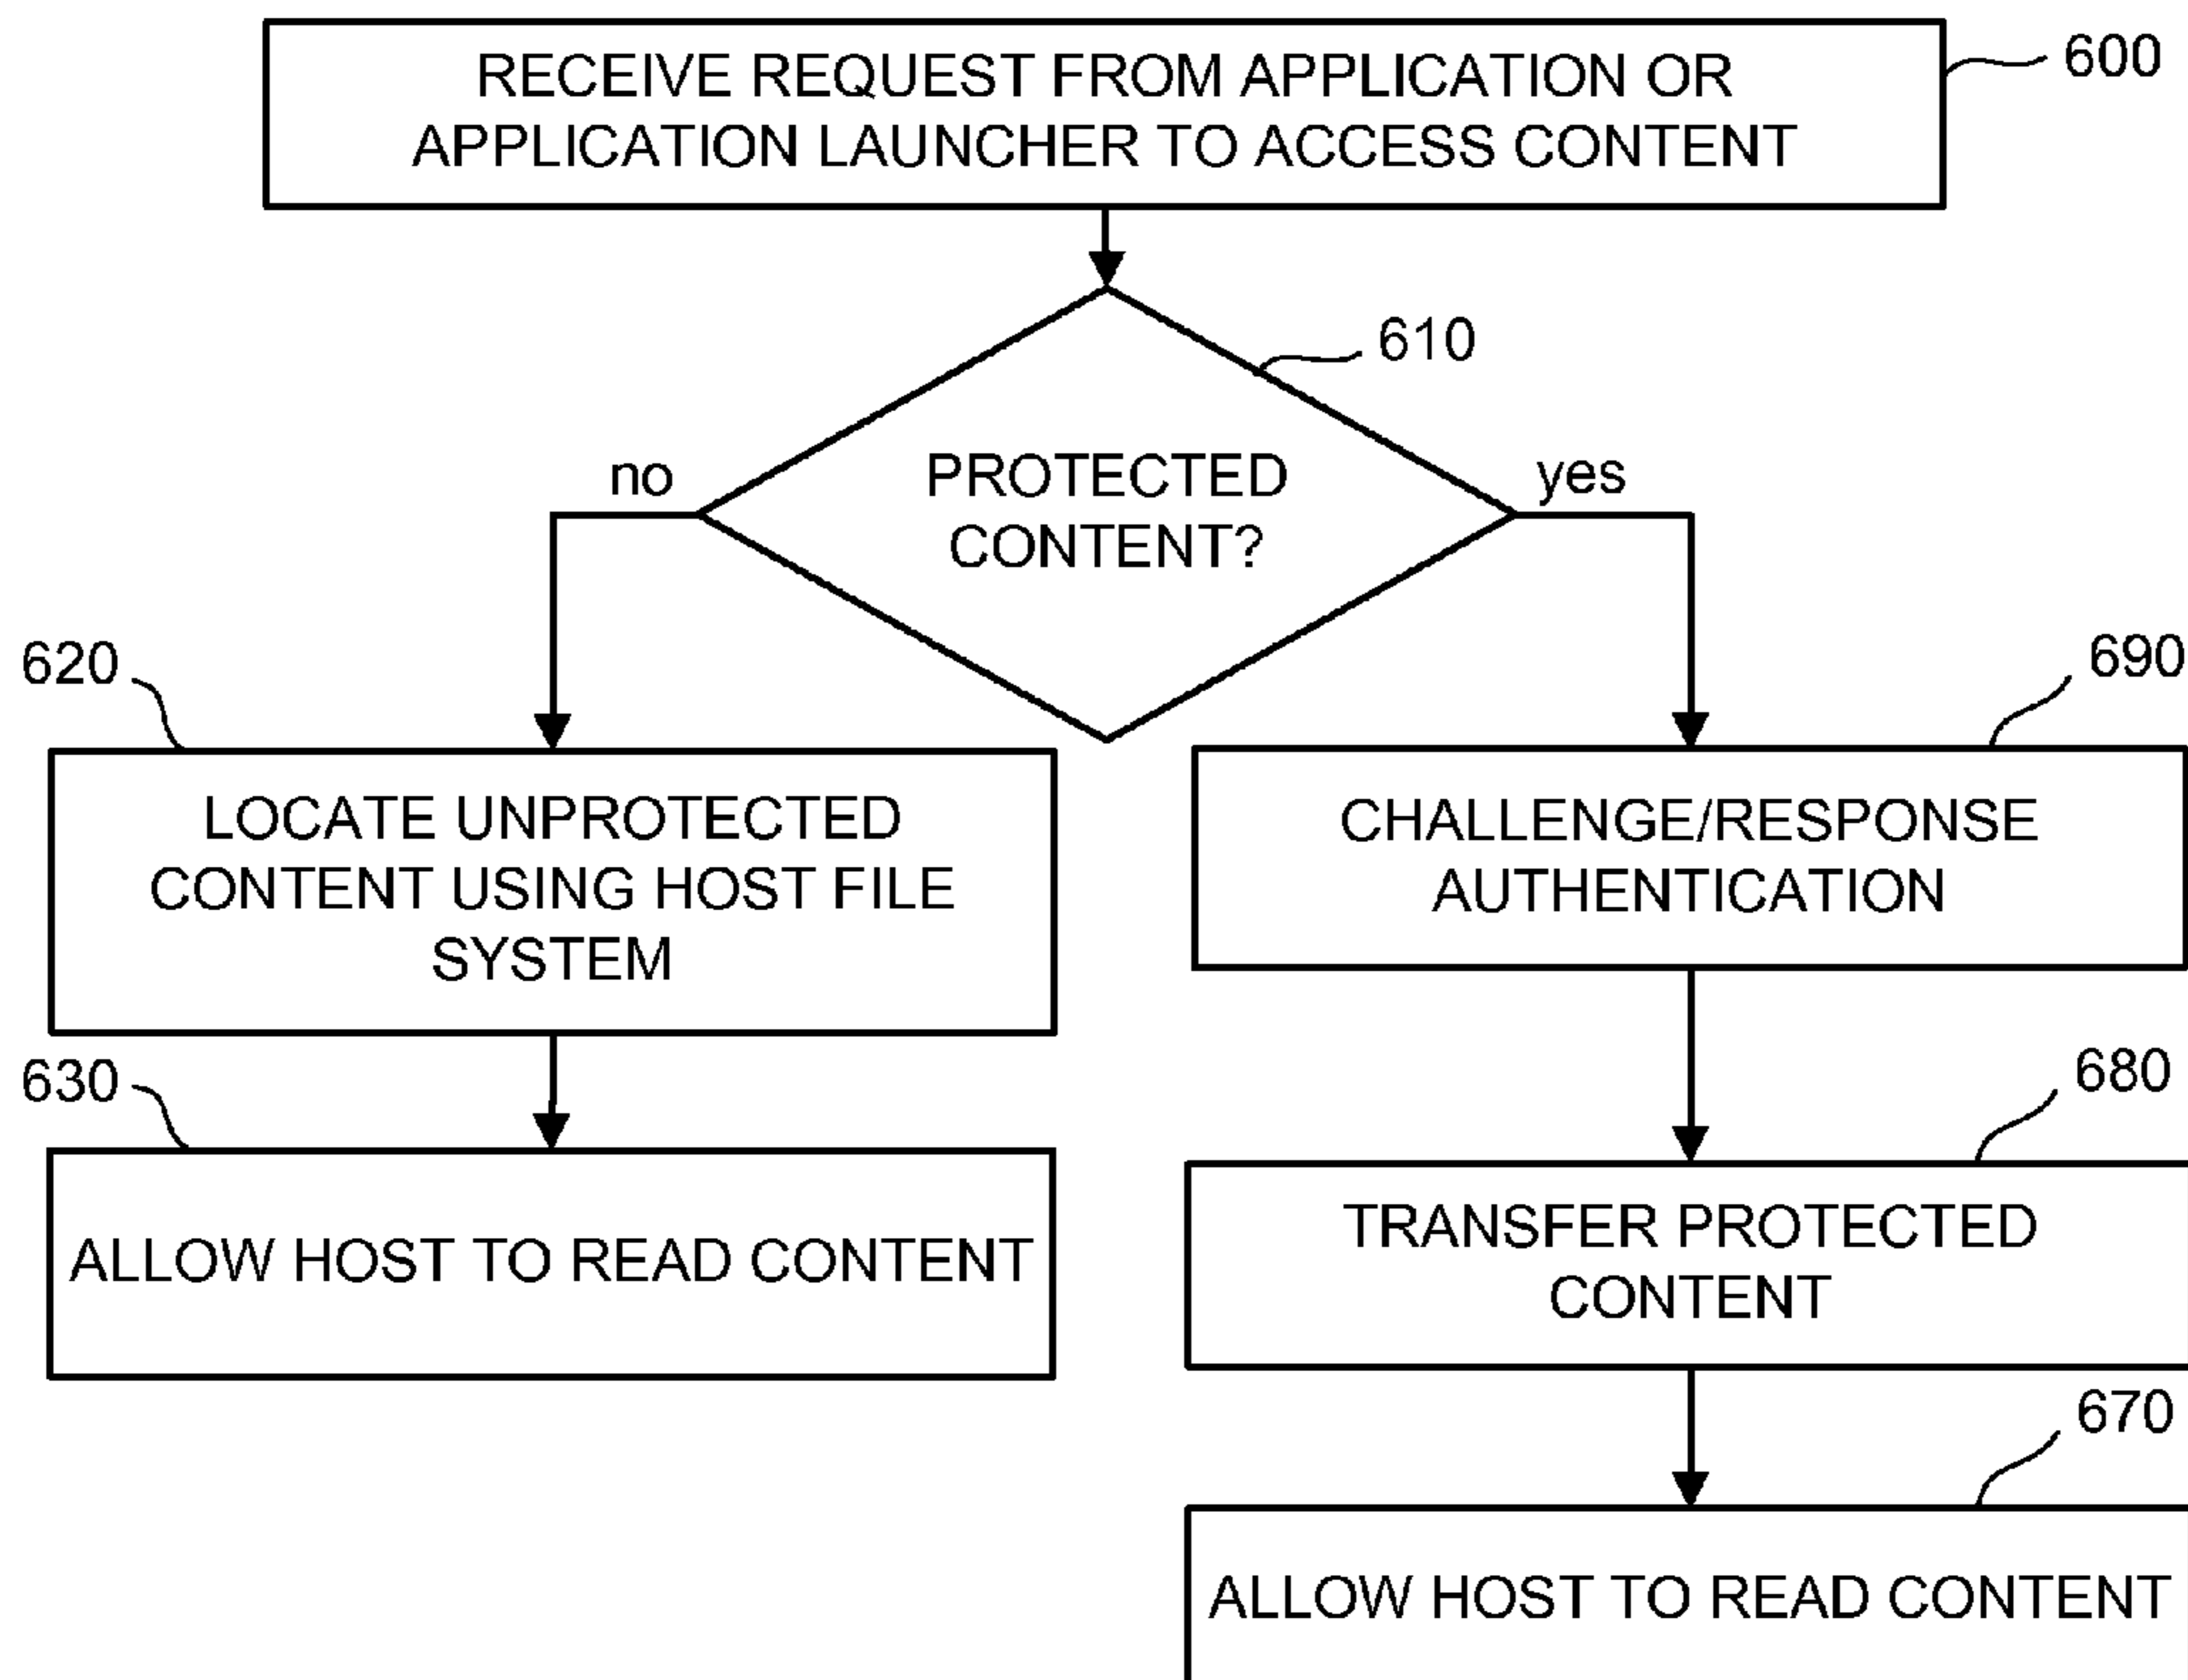 RECEIVE REQUEST FROM APPLICATION OR
APPLICATION LAUNCHER TO ACCESS CONTENT
600
610
PROTECTED
CONTENT?
no
yes
620
LOCATE UNPROTECTED
CONTENT USING HOST FILE
SYSTEM
690
CHALLENGE/RESPONSE
AUTHENTICATION
630
ALLOW HOST TO READ CONTENT
680
TRANSFER PROTECTED
CONTENT
670
ALLOW HOST TO READ CONTENT